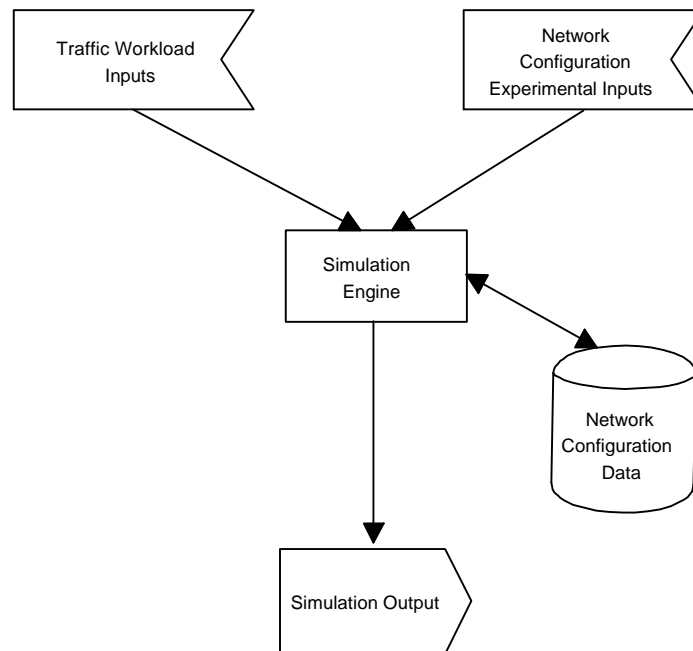 Traffic Workload
Inputs
Network
Configuration
Experimental Inputs
Simulation
Engine
Network
Configuration
Data
Simulation Output